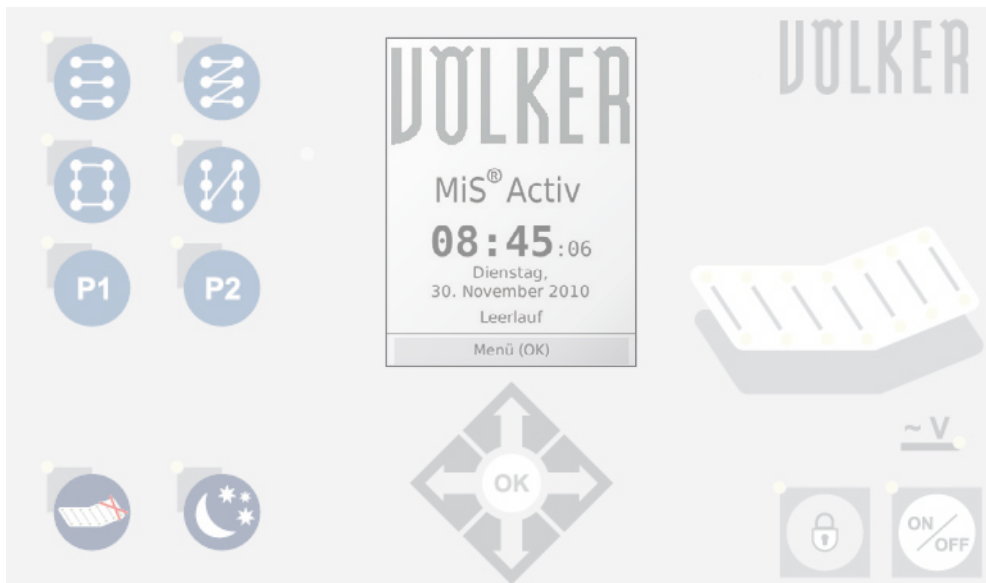 VÖLKER
VÖLKER
MiS® Activ
08:45:06
Dienstag,
30. November 2010
Leerlauf
Menü (OK)
P1
P2
~ V
OK
ON/OFF